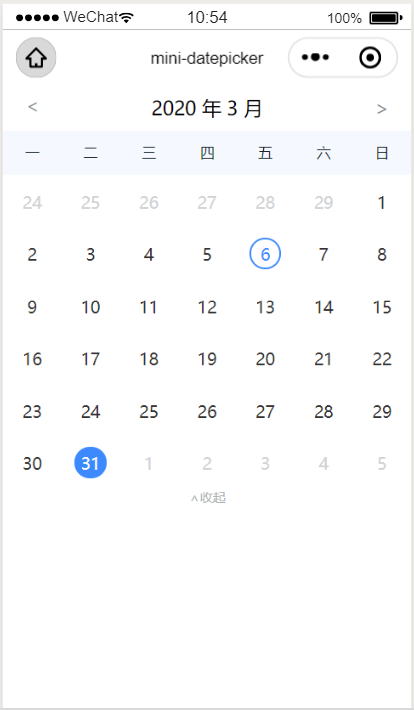 WeChat 10:54 100%
mini-datepicker
< 2020 年 3 月 >
一 二 三 四 五 六 日
24 25 26 27 28 29 1
2 3 4 5 6 7 8
9 10 11 12 13 14 15
16 17 18 19 20 21 22
23 24 25 26 27 28 29
30 31 1 2 3 4 5
^收起